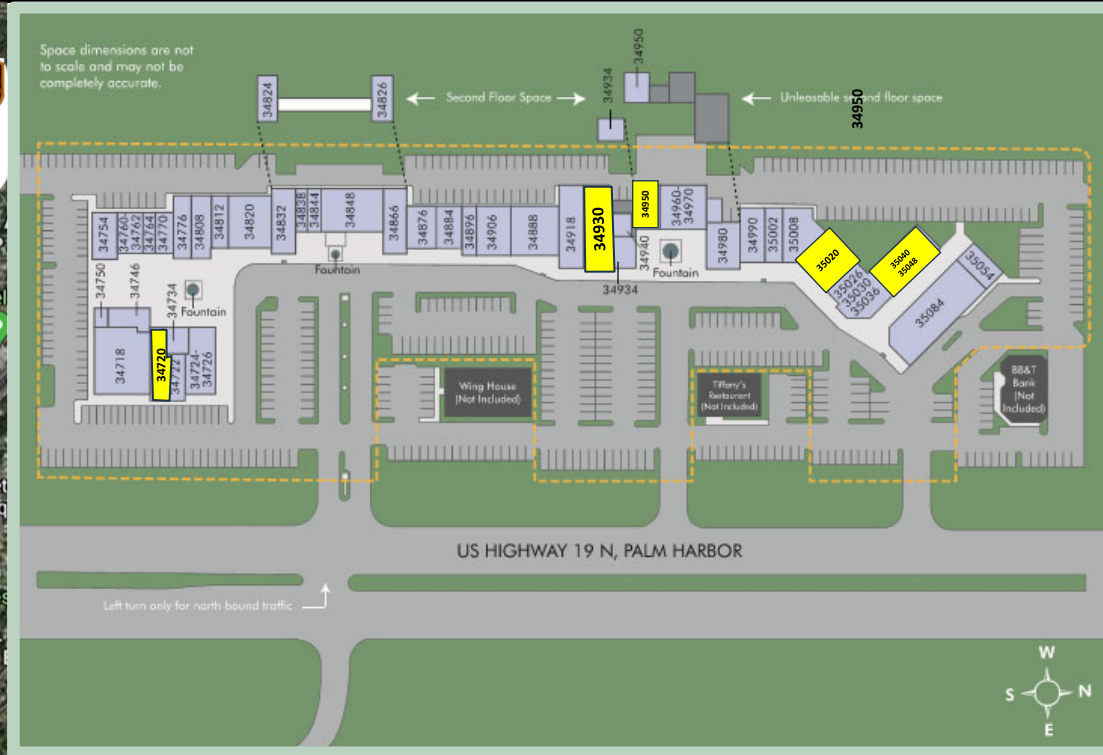 Space dimensions are not
to scale and may not be
completely accurate.
34824
34826
Second Floor Space
34934
34950
Unleasable second floor space
34950
34754
34760-
34762
34764
34770
34776
34808
34812
34820
34832
34838
34844
34848
34866
34876
34884
34896
34906
34888
34918
34930
34950
34960-
34970
34940
34934
34980
34990
35002
35008
35020
35026
35030
35036
35040
35048
35054
35084
Fountain
Fountain
34750
34746
34734
Fountain
34718
34720
34722
34724-
34726
Wing House
(Not Included)
Tiffany's
Restaurant
(Not Included)
BB&T
Bank
(Not
Included)
US HIGHWAY 19 N, PALM HARBOR
Left turn only for north bound traffic
W
S
N
E